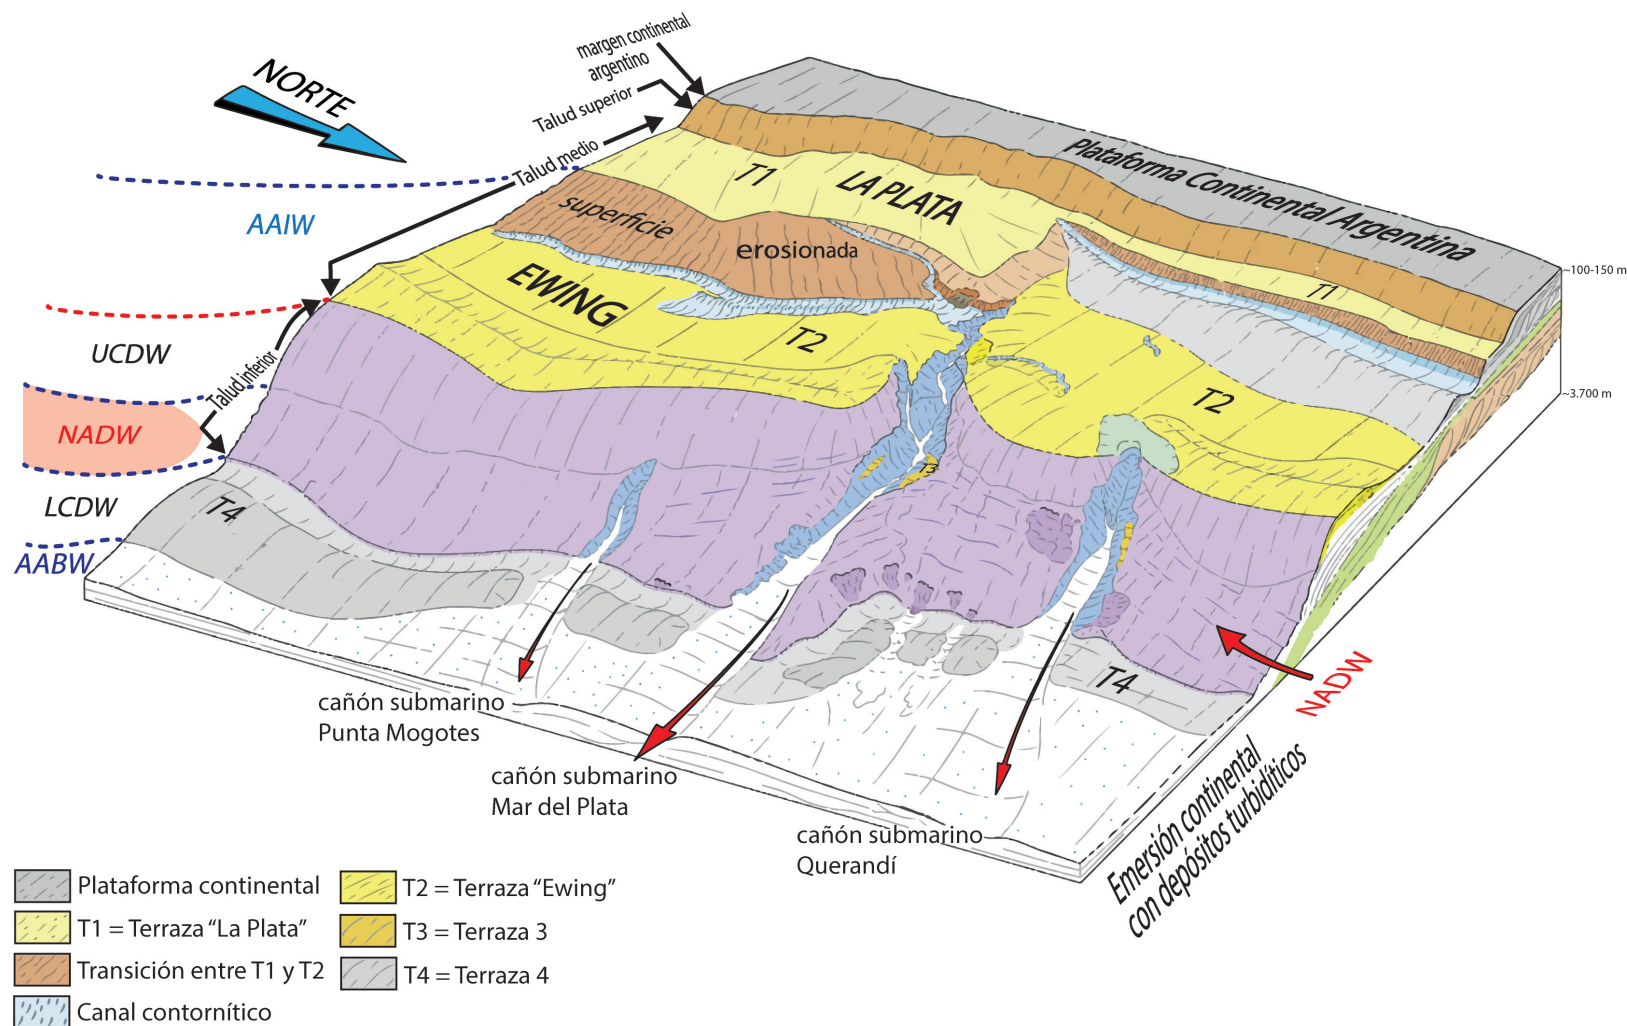 margen continental
argentino
NORTE
Talud superior
Talud medio
Plataforma Continental Argentina
T1
LA PLATA
AAIW
superficie
erosionada
~100-150 m
T1
EWING
UCDW
T2
Talud inferior
T2
~3.700 m
NADW
T3
LCDW
T4
AABW
T4
NADW
cañón submarino
Punta Mogotes
cañón submarino
Mar del Plata
cañón submarino
Querandí
Emersión continental
con depósitos turbidíticos
Plataforma continental
T1 = Terraza “La Plata”
Transición entre T1 y T2
Canal contornítico
T2 = Terraza “Ewing”
T3 = Terraza 3
T4 = Terraza 4